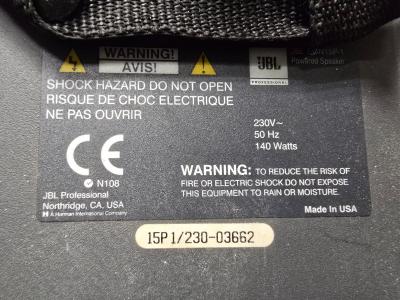 WARNING!
AVIS!
JBL
PROFESSIONAL
Powered Speaker
SHOCK HAZARD DO NOT OPEN
RISQUE DE CHOC ELECTRIQUE
NE PAS OUVRIR
230V~
50 Hz
140 Watts
CE
N108
JBL Professional
Northridge, CA, USA
H A Harman International Company
WARNING: TO REDUCE THE RISK OF
FIRE OR ELECTRIC SHOCK DO NOT EXPOSE
THIS EQUIPMENT TO RAIN OR MOISTURE.
Made In USA
15P1/230-03662